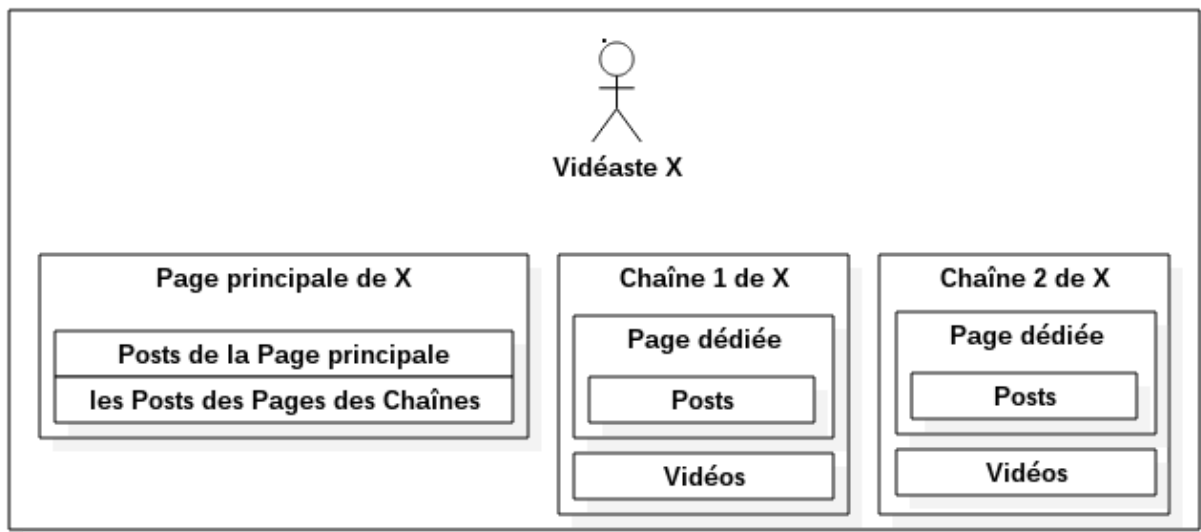 Vidéaste X
Page principale de X
Posts de la Page principale
les Posts des Pages des Chaînes
Chaîne 1 de X
Page dédiée
Posts
Vidéos
Chaîne 2 de X
Page dédiée
Posts
Vidéos